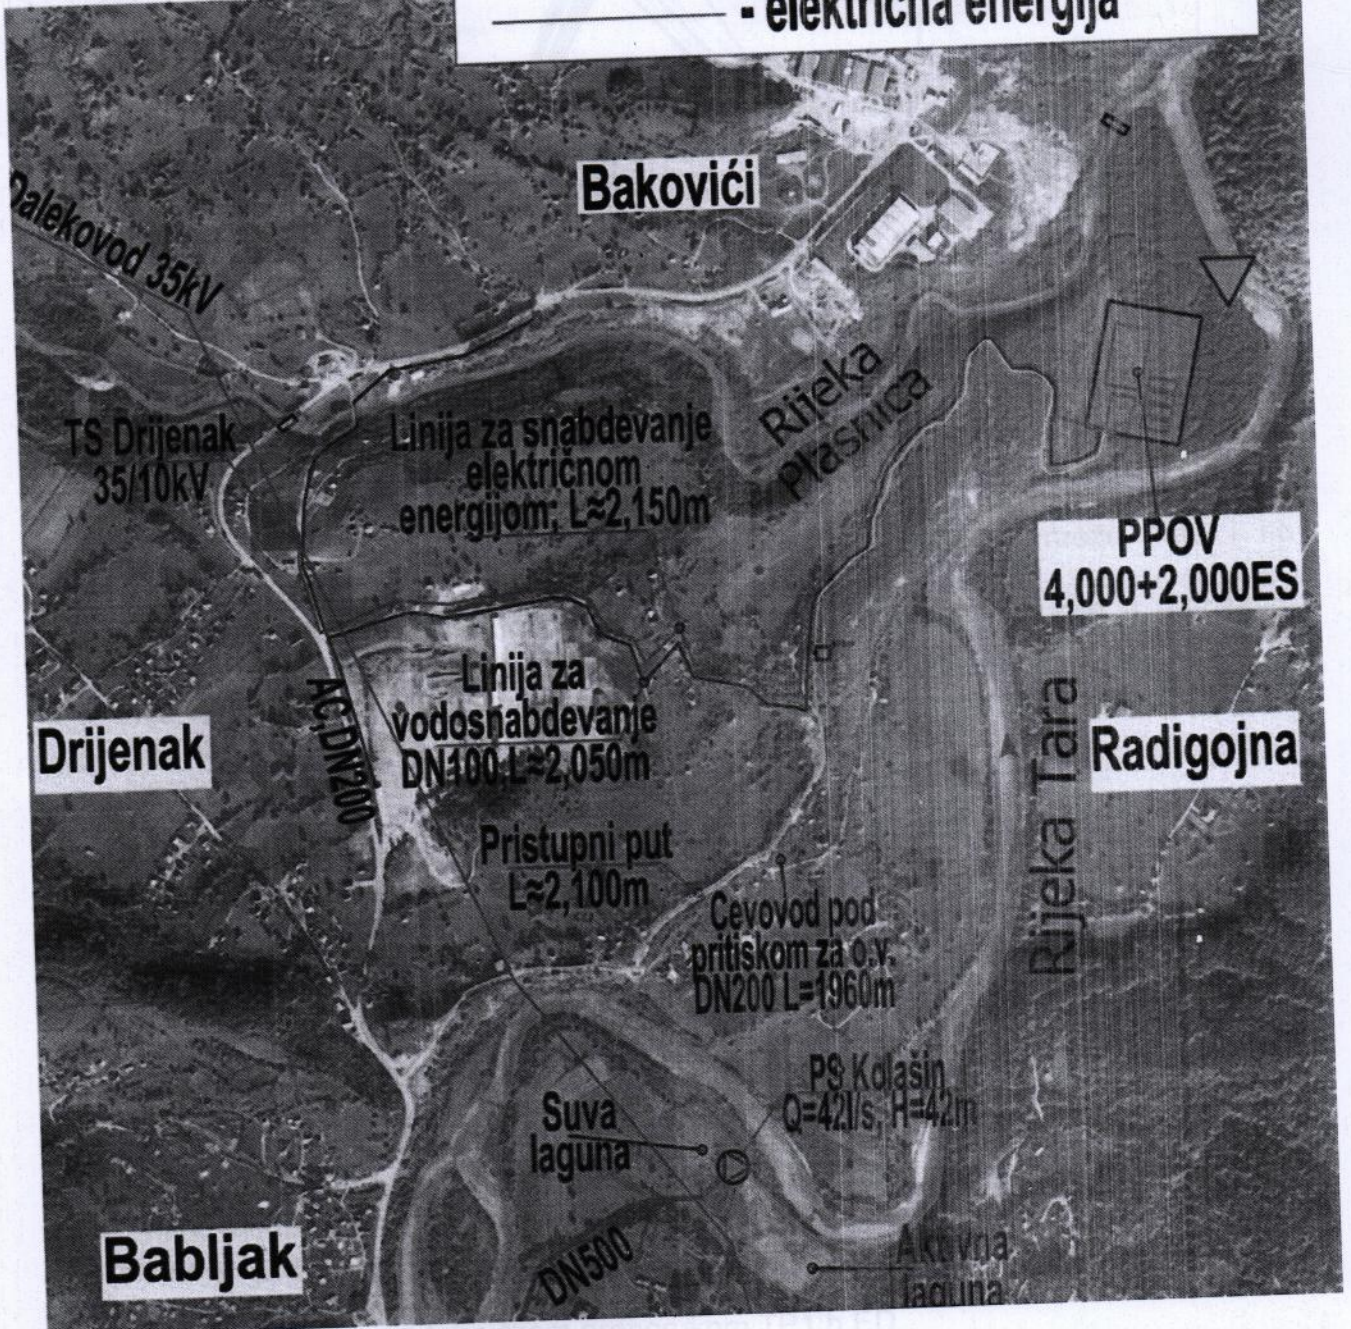 - električna energija
Bakovići
Dalekovod 35kV
Rijeka
Plasnica
TS Drijenak
35/10kV
Linija za snabdevanje
električnom
energijom; L≈2,150m
PPOV
4,000+2,000ES
Linija za
vodosnabdevanje
DN100,L≈2,050m
AC,DN200
Drijenak
Rijeka Tara
Radigojna
Pristupni put
L≈2,100m
Cevovod pod
pritiskom za o.v.
DN200 L=1960m
PS Kolašin
Q=42l/s, H=42m
Suva
laguna
Babljak
DN500
Aktivna
laguna